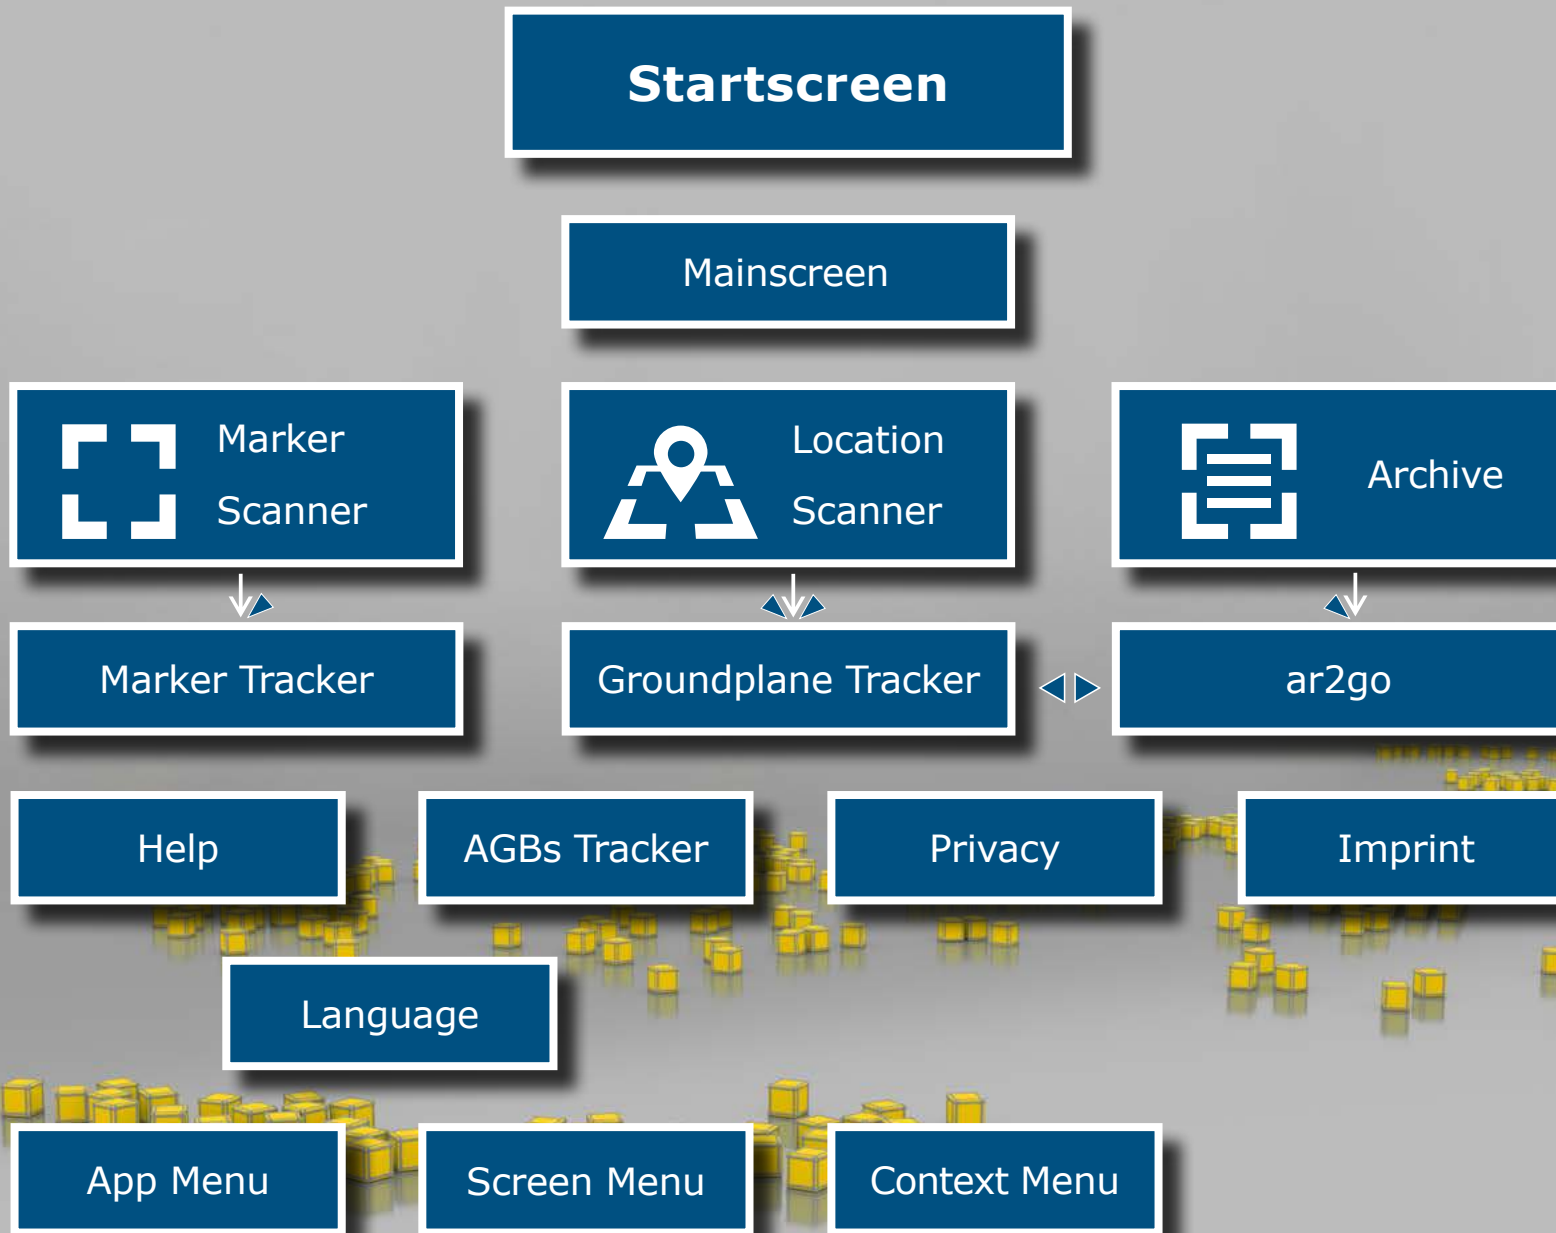 Startscreen
Mainscreen
Marker
Scanner
Location
Scanner
Archive
Marker Tracker
Groundplane Tracker
ar2go
Help
AGBs Tracker
Privacy
Imprint
Language
App Menu
Screen Menu
Context Menu